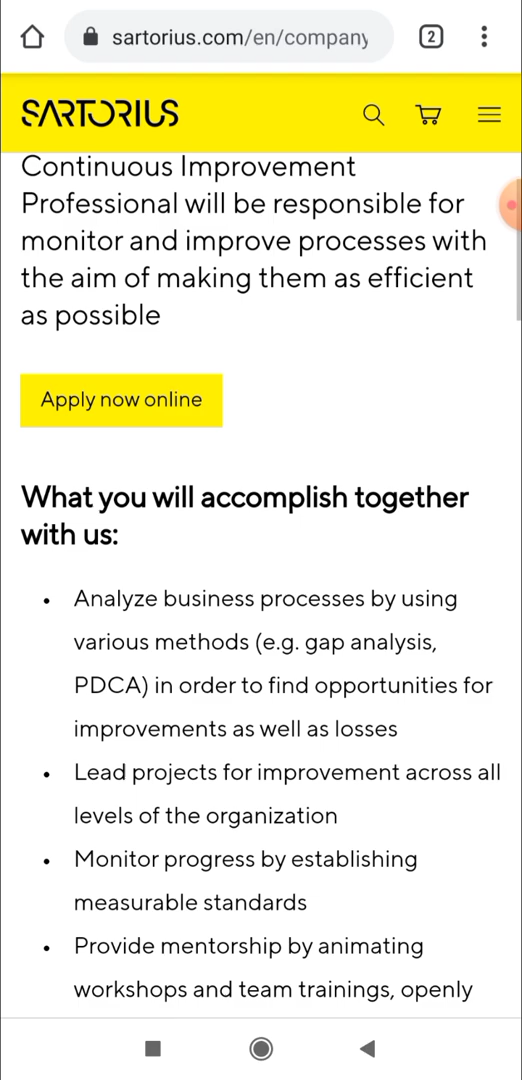 sartorius.com/en/company
2
SARTORIUS
Continuous Improvement
Professional will be responsible for
monitor and improve processes with
the aim of making them as efficient
as possible
Apply now online
What you will accomplish together
with us:
• Analyze business processes by using
various methods (e.g. gap analysis,
PDCA) in order to find opportunities for
improvements as well as losses
• Lead projects for improvement across all
levels of the organization
• Monitor progress by establishing
measurable standards
• Provide mentorship by animating
workshops and team trainings, openly